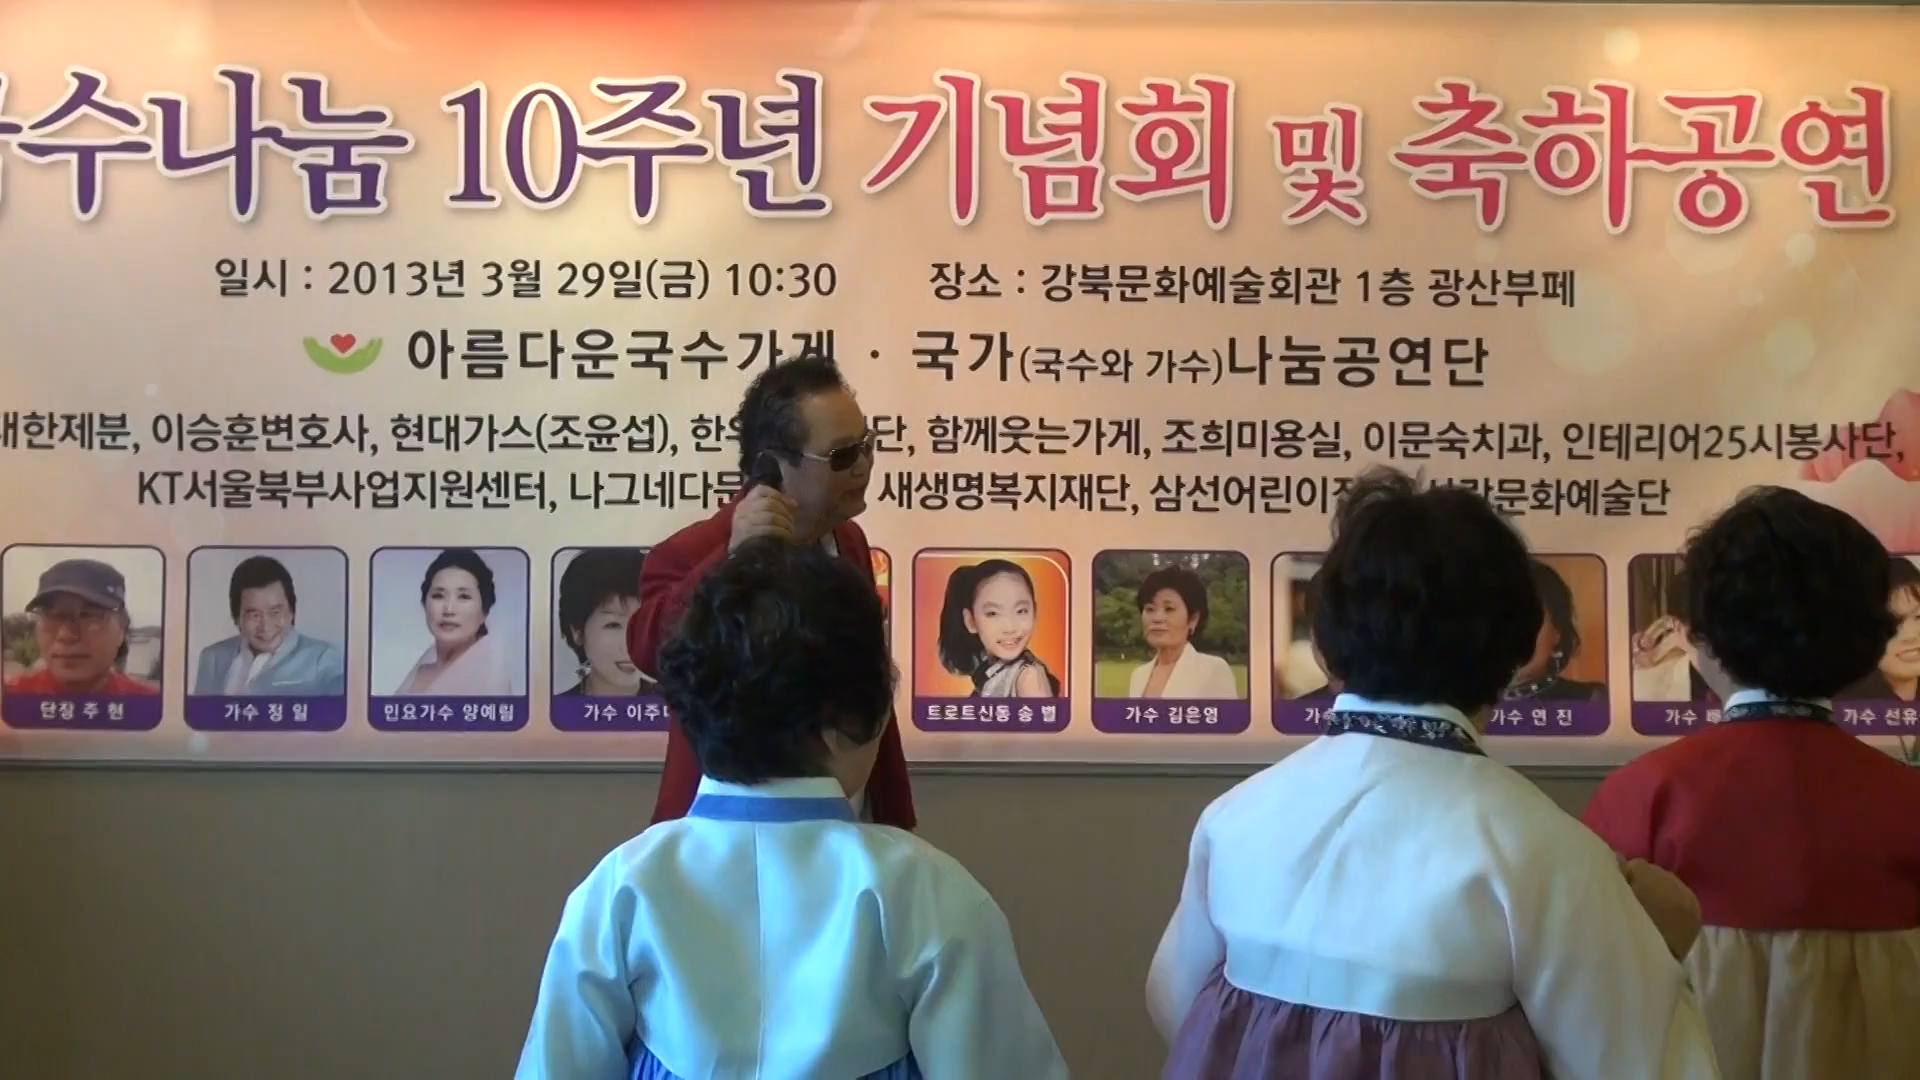 수나눔 10주년 기념회 및 축하공연
일시 : 2013년 3월 29일(금) 10:30 장소 : 강북문화예술회관 1층 광산부페
아름다운국수가게 · 국가(국수와 가수)나눔공연단
대한제분, 이승훈변호사, 현대가스(조윤섭), 단, 함께웃는가게, 조희미용실, 이문숙치과, 인테리어25시봉사단,
KT서울북부사업지원센터, 나그네다문 새생명복지재단, 삼선어린이 문화예술단
단장 주 현 가수 정 일 민요가수 양예림 가수 이주 트로트신동 송 별 가수 김은영 가수 연 진 가수 가수 선유